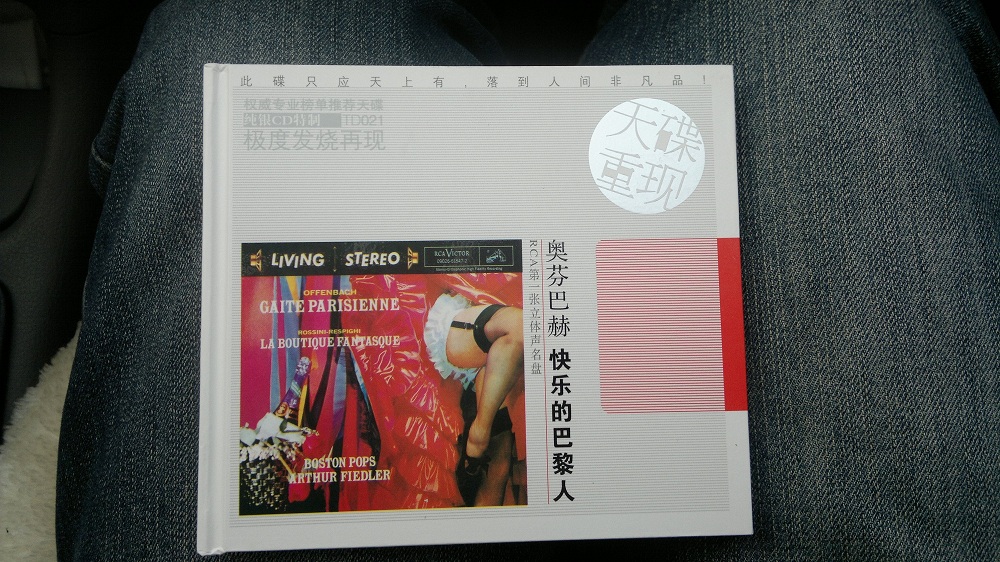 此碟只应天上有，落到人间非凡品！
权威专业榜单推荐天碟
纯银CD特制 TD021
极度发烧再现
天碟
重现
LIVING STEREO
RCA VICTOR
OFFENBACH
GAITE PARISIENNE
ROSSINI-RESPIGHI
LA BOUTIQUE FANTASQUE
BOSTON POPS
ARTHUR FIEDLER
RCA第一张立体声名盘
奥芬巴赫 快乐的巴黎人